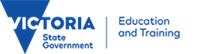 VICTORIA
State
Government
Education
and Training